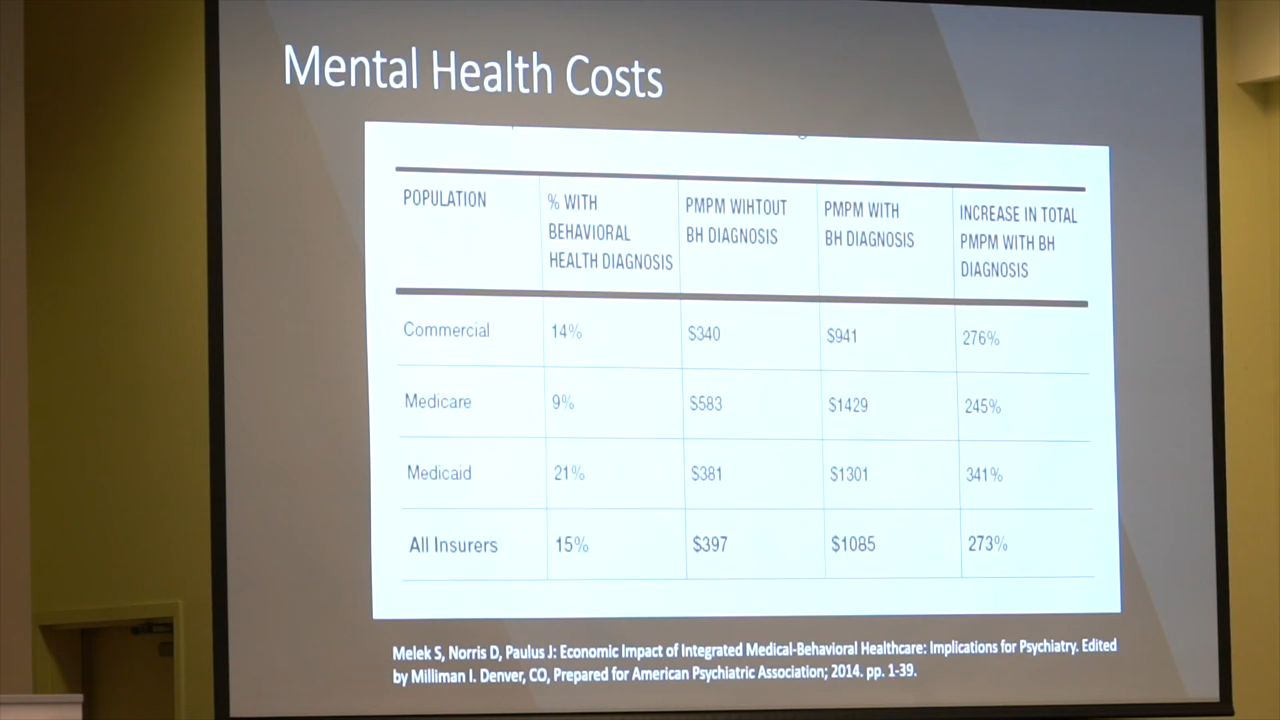 Mental Health Costs
POPULATION
% WITH
BEHAVIORAL
HEALTH DIAGNOSIS
PMPM WIHTOUT
BH DIAGNOSIS
PMPM WITH
BH DIAGNOSIS
INCREASE IN TOTAL
PMPM WITH BH
DIAGNOSIS
Commercial 14% $340 $941 276%
Medicare 9% $583 $1429 245%
Medicaid 21% $381 $1301 341%
All Insurers 15% $397 $1085 273%
Melek S, Norris D, Paulus J: Economic Impact of Integrated Medical-Behavioral Healthcare: Implications for Psychiatry. Edited
by Milliman I. Denver, CO, Prepared for American Psychiatric Association; 2014. pp. 1-39.